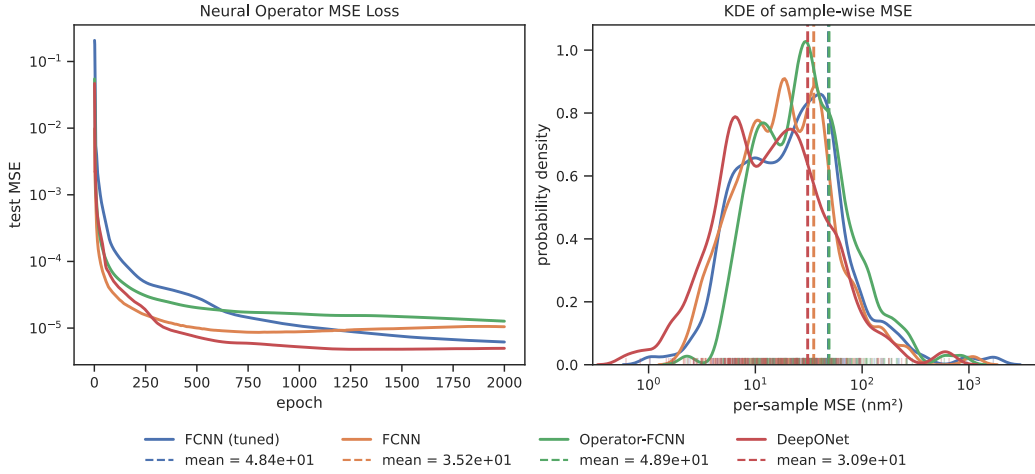 Neural Operator MSE Loss
10⁻¹
10⁻²
10⁻³
10⁻⁴
10⁻⁵
test MSE
0 250 500 750 1000 1250 1500 1750 2000
epoch
KDE of sample-wise MSE
1.0
0.8
0.6
0.4
0.2
0.0
probability density
10⁰ 10¹ 10² 10³
per-sample MSE (nm²)
FCNN (tuned) FCNN Operator-FCNN DeepONet
mean = 4.84e+01 mean = 3.52e+01 mean = 4.89e+01 mean = 3.09e+01